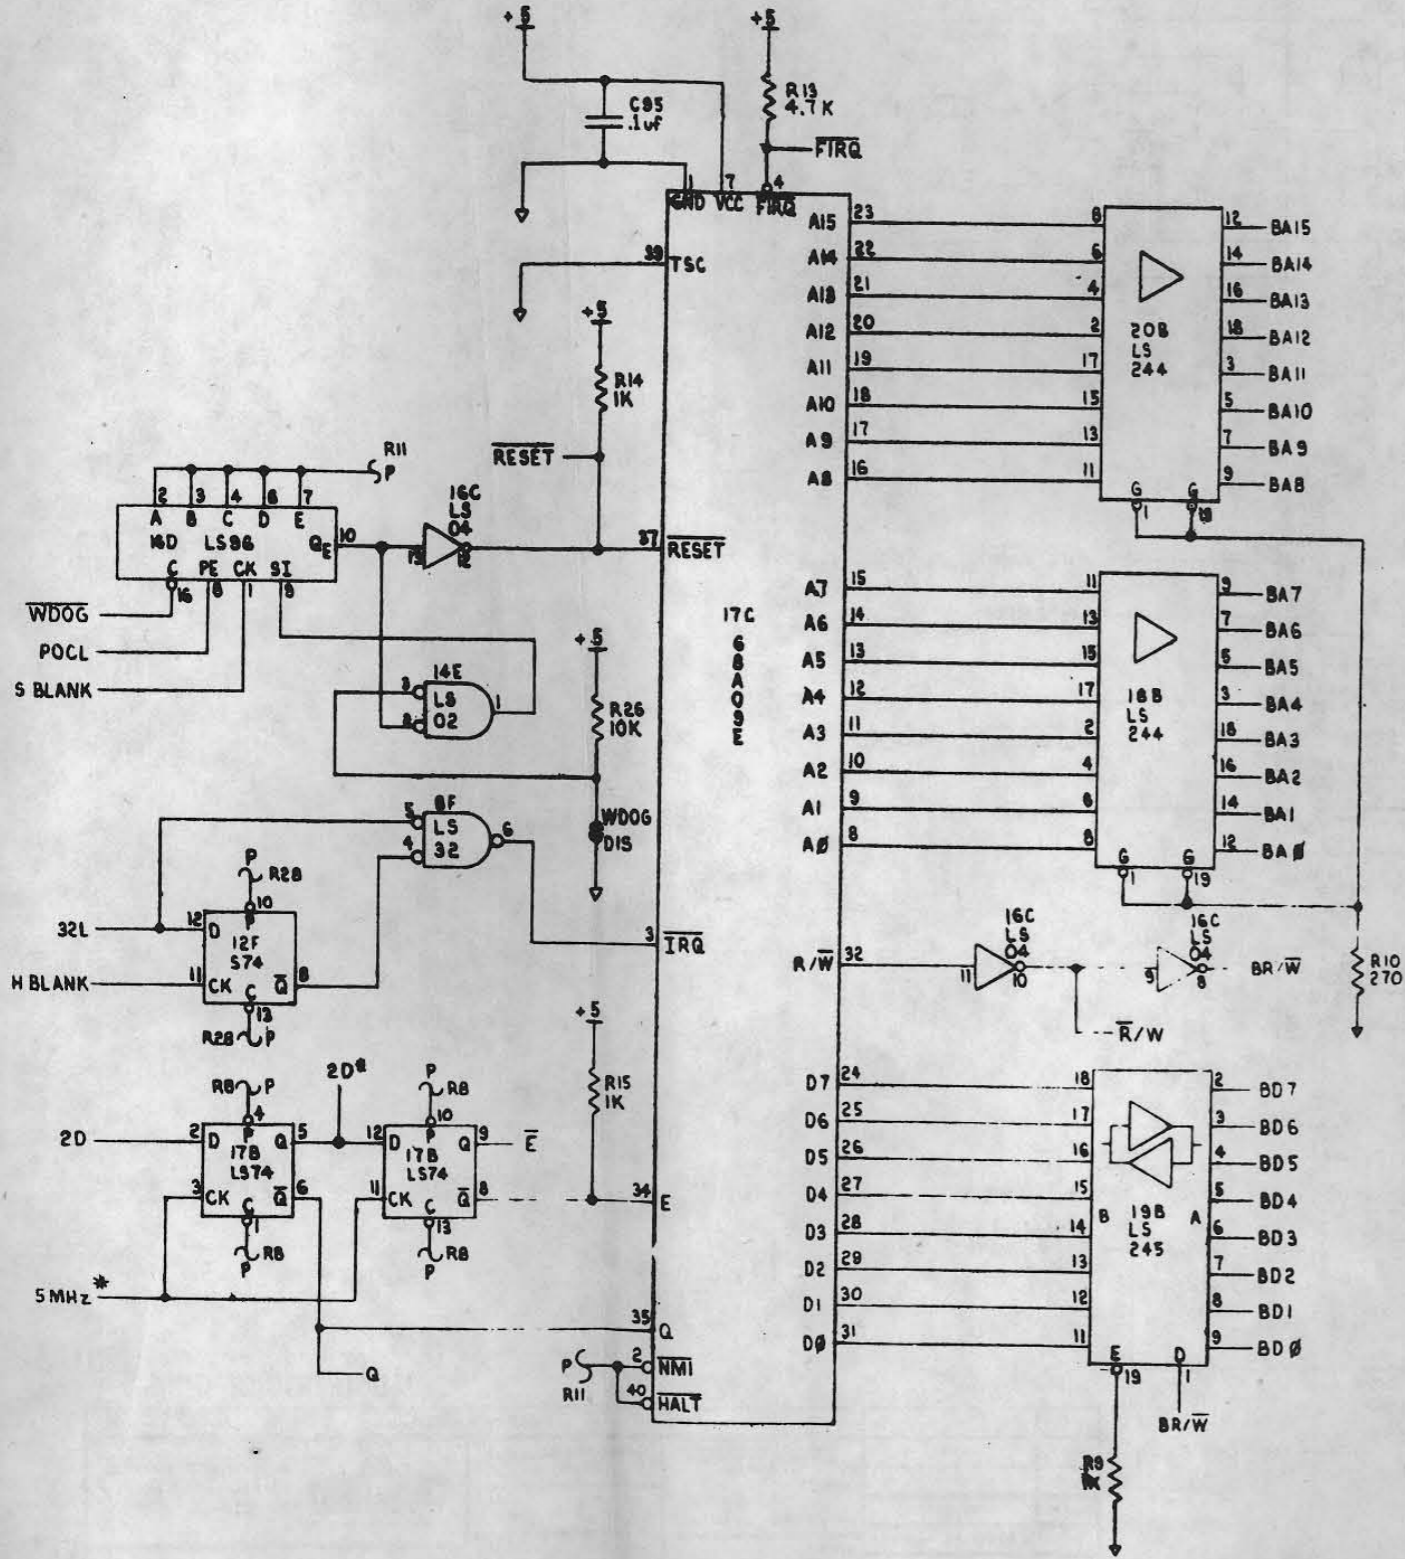 +5
+5
R13
4.7K
C95
.1uf
FIRQ
1
7
4
GND VCC FIRQ
39
TSC
+5
R14
1K
RESET
R11
P
2
3
4
6
7
A
B
C
D
E
16D
LS96
QE
10
C
PE
CK
SI
16
8
1
9
WDOG
POCL
S BLANK
16C
LS
04
13
12
37
RESET
14E
LS
02
3
2
1
+5
R26
10K
WDOG
DIS
8F
LS
32
5
4
6
3
IRQ
P
R28
10
32L
12
D
P
12F
S74
H BLANK
11
CK
C
Q
8
13
R28
P
+5
R15
1K
R8
P
4
2D*
P
R8
10
2D
2
D
P
Q
5
17B
LS74
3
CK
C
Q
6
1
R8
P
12
D
P
Q
9
E
17B
LS74
11
CK
C
Q
8
13
R8
P
34
E
5MHz*
35
Q
Q
P
R11
2
NMI
40
HALT
17C
6
8
A
0
9
E
A15
23
A14
22
A13
21
A12
20
A11
19
A10
18
A9
17
A8
16
A7
15
A6
14
A5
13
A4
12
A3
11
A2
10
A1
9
A0
8
R/W
32
D7
24
D6
25
D5
26
D4
27
D3
28
D2
29
D1
30
D0
31
8
6
4
2
17
15
13
11
20B
LS
244
G
G
1
19
12
BA15
14
BA14
16
BA13
18
BA12
3
BA11
5
BA10
7
BA9
9
BA8
11
13
15
17
2
4
6
8
18B
LS
244
G
G
1
19
9
BA7
7
BA6
5
BA5
3
BA4
18
BA3
16
BA2
14
BA1
12
BA0
16C
LS
04
11
10
16C
LS
04
9
8
BR/W
R/W
R10
270
18
17
16
15
14
13
12
11
B
19B
LS
245
A
2
BD7
3
BD6
4
BD5
5
BD4
6
BD3
7
BD2
8
BD1
9
BD0
E
D
19
1
BR/W
R9
1K